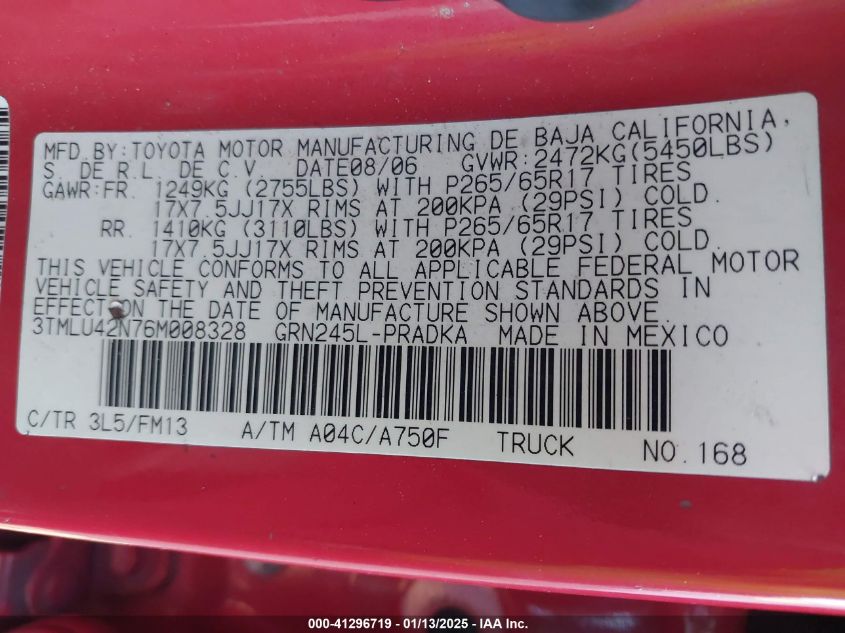 MFD.BY:TOYOTA MOTOR MANUFACTURING DE BAJA CALIFORNIA,
S. DE R.L. DE C.V. DATE08/06 GVWR:2472KG(5450LBS)
GAWR:FR. 1249KG (2755LBS) WITH P265/65R17 TIRES
17X7.5JJ17X RIMS AT 200KPA (29PSI) COLD.
RR. 1410KG (3110LBS) WITH P265/65R17 TIRES
17X7.5JJ17X RIMS AT 200KPA (29PSI) COLD.
THIS VEHICLE CONFORMS TO ALL APPLICABLE FEDERAL MOTOR
VEHICLE SAFETY AND THEFT PREVENTION STANDARDS IN
EFFECT ON THE DATE OF MANUFACTURE SHOWN ABOVE.
3TMLU42N76M008328 GRN245L-PRADKA MADE IN MEXICO
C/TR 3L5/FM13 A/TM A04C/A750F TRUCK NO.168
000-41296719 - 01/13/2025 - IAA Inc.